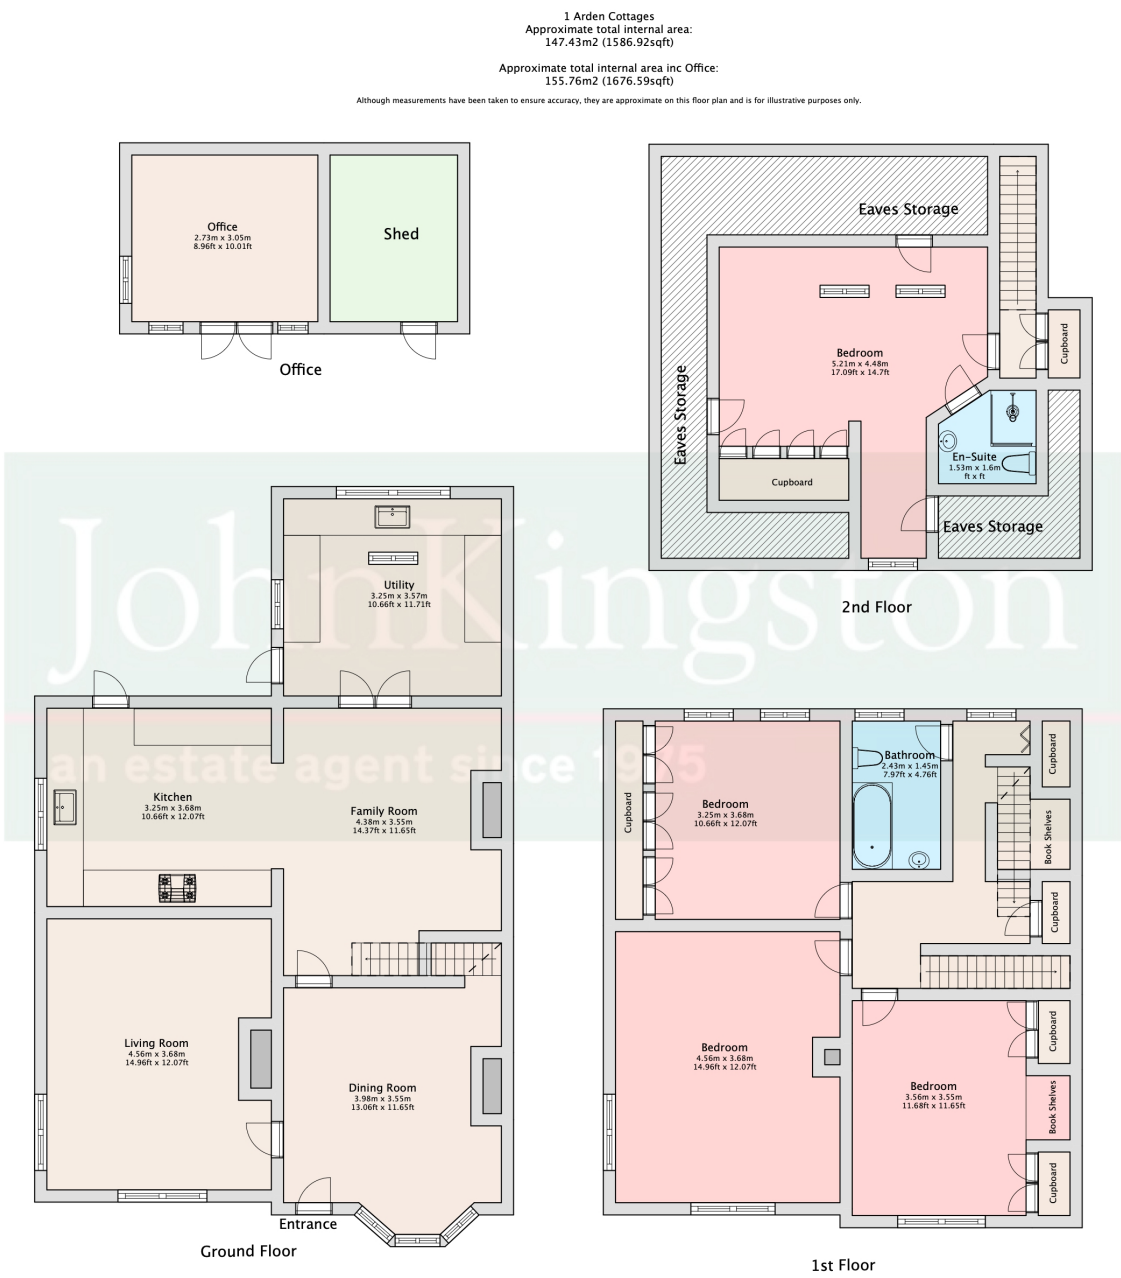 1 Arden Cottages
Approximate total internal area:
147.43m2 (1586.92sqft)
Approximate total internal area inc Office:
155.76m2 (1676.59sqft)
Although measurements have been taken to ensure accuracy, they are approximate on this floor plan and is for illustrative purposes only.
Office
2.73m x 3.05m
8.96ft x 10.01ft
Shed
Office
Eaves Storage
Eaves Storage
Bedroom
5.21m x 4.48m
17.09ft x 14.7ft
Cupboard
En-Suite
1.53m x 1.6m
ft x ft
Cupboard
Eaves Storage
2nd Floor
JohnKingston
an estate agent since 1975
Utility
3.25m x 3.57m
10.66ft x 11.71ft
Kitchen
3.25m x 3.68m
10.66ft x 12.07ft
Family Room
4.38m x 3.55m
14.37ft x 11.65ft
Living Room
4.56m x 3.68m
14.96ft x 12.07ft
Dining Room
3.98m x 3.55m
13.06ft x 11.65ft
Entrance
Ground Floor
Cupboard
Bedroom
3.25m x 3.68m
10.66ft x 12.07ft
Bathroom
2.43m x 1.45m
7.97ft x 4.76ft
Cupboard
Book Shelves
Cupboard
Bedroom
4.56m x 3.68m
14.96ft x 12.07ft
Bedroom
3.56m x 3.55m
11.68ft x 11.65ft
Cupboard
Book Shelves
Cupboard
1st Floor